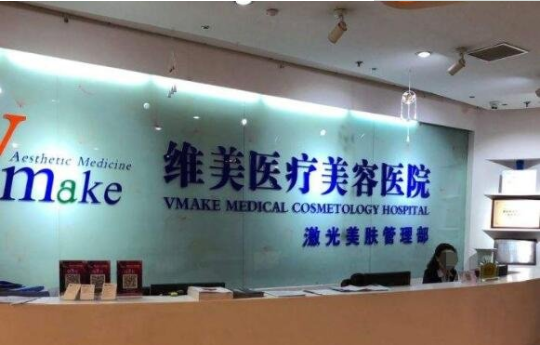 Aesthetic Medicine
make
维美医疗美容医院
VMAKE MEDICAL COSMETOLOGY HOSPITAL
激光美肤管理部